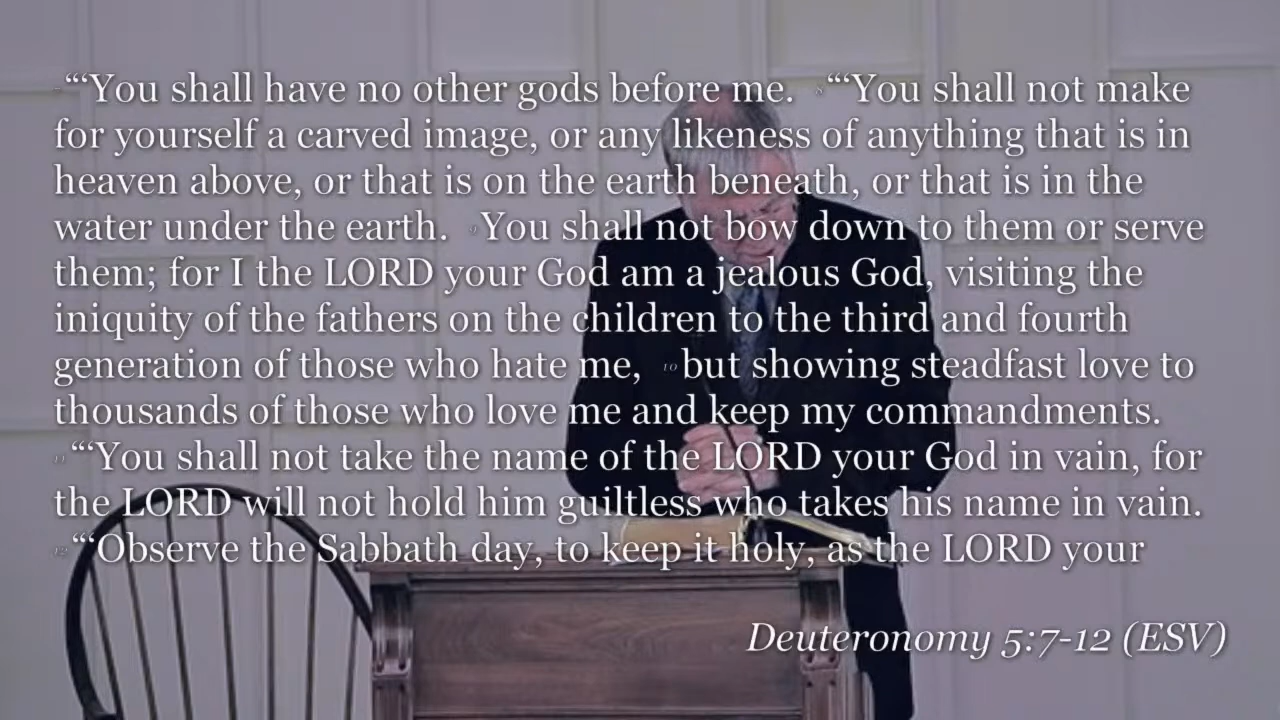 7 “‘You shall have no other gods before me. 8 “‘You shall not make
for yourself a carved image, or any likeness of anything that is in
heaven above, or that is on the earth beneath, or that is in the
water under the earth. 9 You shall not bow down to them or serve
them; for I the LORD your God am a jealous God, visiting the
iniquity of the fathers on the children to the third and fourth
generation of those who hate me, 10 but showing steadfast love to
thousands of those who love me and keep my commandments.
11 “‘You shall not take the name of the LORD your God in vain, for
the LORD will not hold him guiltless who takes his name in vain.
12 “‘Observe the Sabbath day, to keep it holy, as the LORD your
Deuteronomy 5:7-12 (ESV)